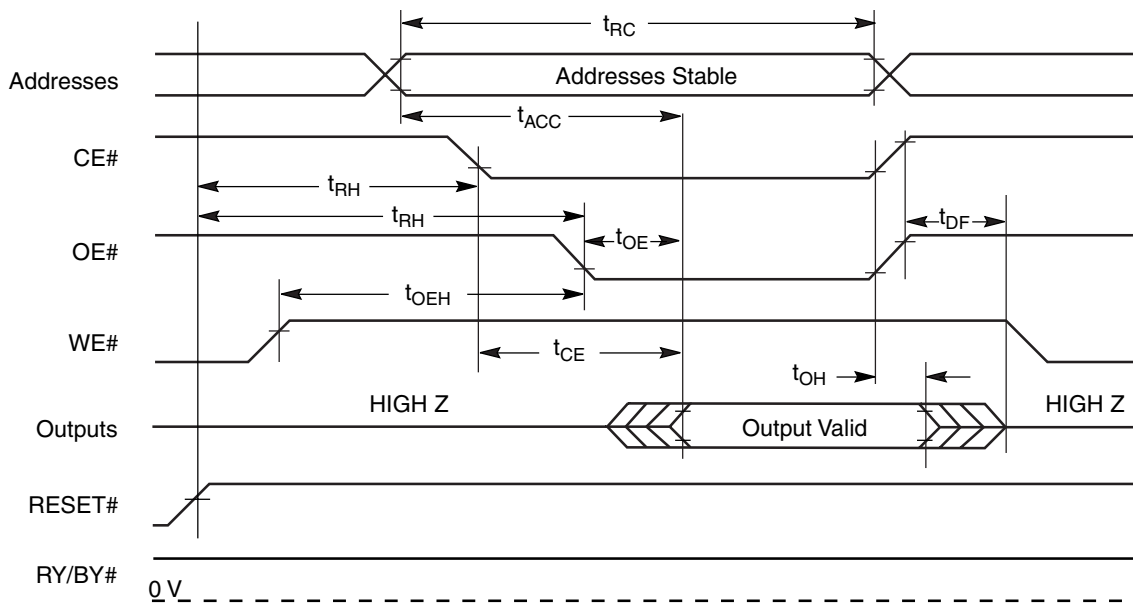 tRC
Addresses
Addresses Stable
tACC
CE#
tRH
tRH
tDF
OE#
tOE
tOEH
WE#
tCE
tOH
HIGH Z
HIGH Z
Outputs
Output Valid
RESET#
RY/BY#
0 V